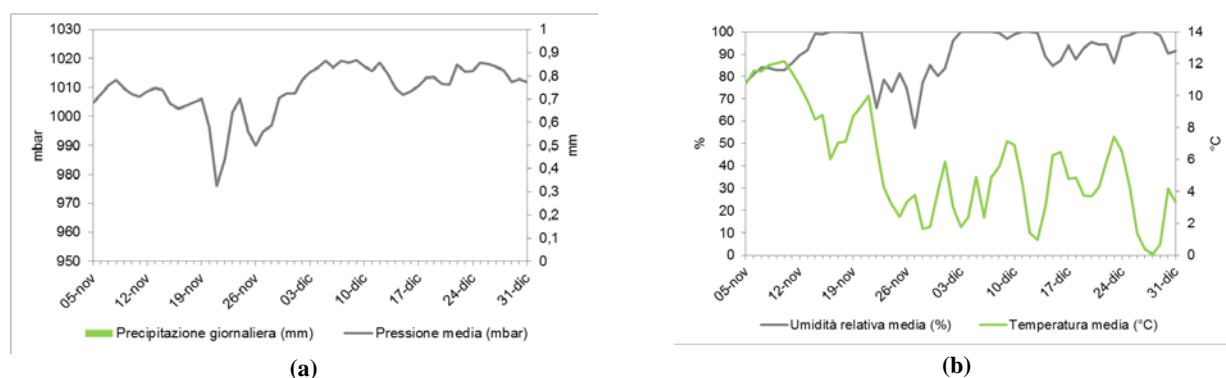 1030
1020
1010
1000
990
980
970
960
950
mbar
1
0,9
0,8
0,7
0,6
0,5
0,4
0,3
0,2
0,1
0
mm
05-nov
12-nov
19-nov
26-nov
03-dic
10-dic
17-dic
24-dic
31-dic
Precipitazione giornaliera (mm)
Pressione media (mbar)
(a)
100
90
80
70
60
50
40
30
20
10
0
%
14
12
10
8
6
4
2
0
°C
05-nov
12-nov
19-nov
26-nov
03-dic
10-dic
17-dic
24-dic
31-dic
Umidità relativa media (%)
Temperatura media (°C)
(b)